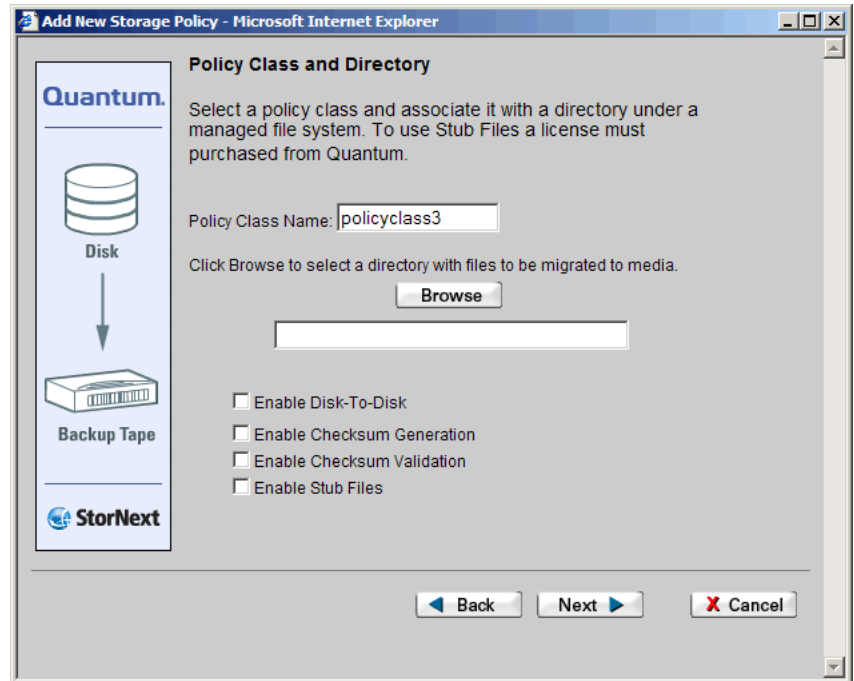 Add New Storage Policy - Microsoft Internet Explorer
Quantum.
Disk
Backup Tape
StorNext
Policy Class and Directory
Select a policy class and associate it with a directory under a
managed file system. To use Stub Files a license must
purchased from Quantum.
Policy Class Name: policyclass3
Click Browse to select a directory with files to be migrated to media.
Browse
Enable Disk-To-Disk
Enable Checksum Generation
Enable Checksum Validation
Enable Stub Files
Back Next X Cancel